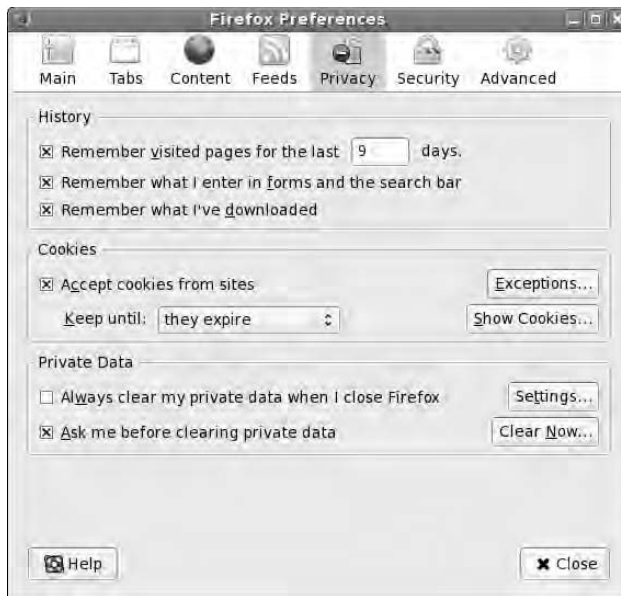 Firefox Preferences
Main Tabs Content Feeds Privacy Security Advanced
History
Remember visited pages for the last 9 days.
Remember what I enter in forms and the search bar
Remember what I've downloaded
Cookies
Accept cookies from sites Exceptions...
Keep until: they expire Show Cookies...
Private Data
Always clear my private data when I close Firefox Settings...
Ask me before clearing private data Clear Now...
Help Close